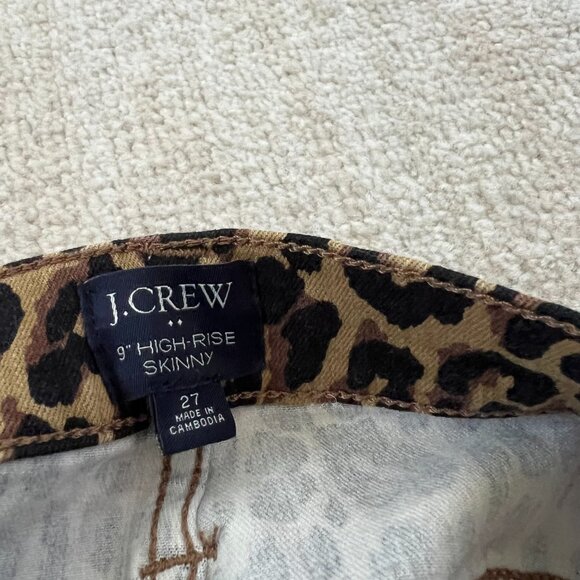 J.CREW
9" HIGH-RISE
SKINNY
27
MADE IN
CAMBODIA